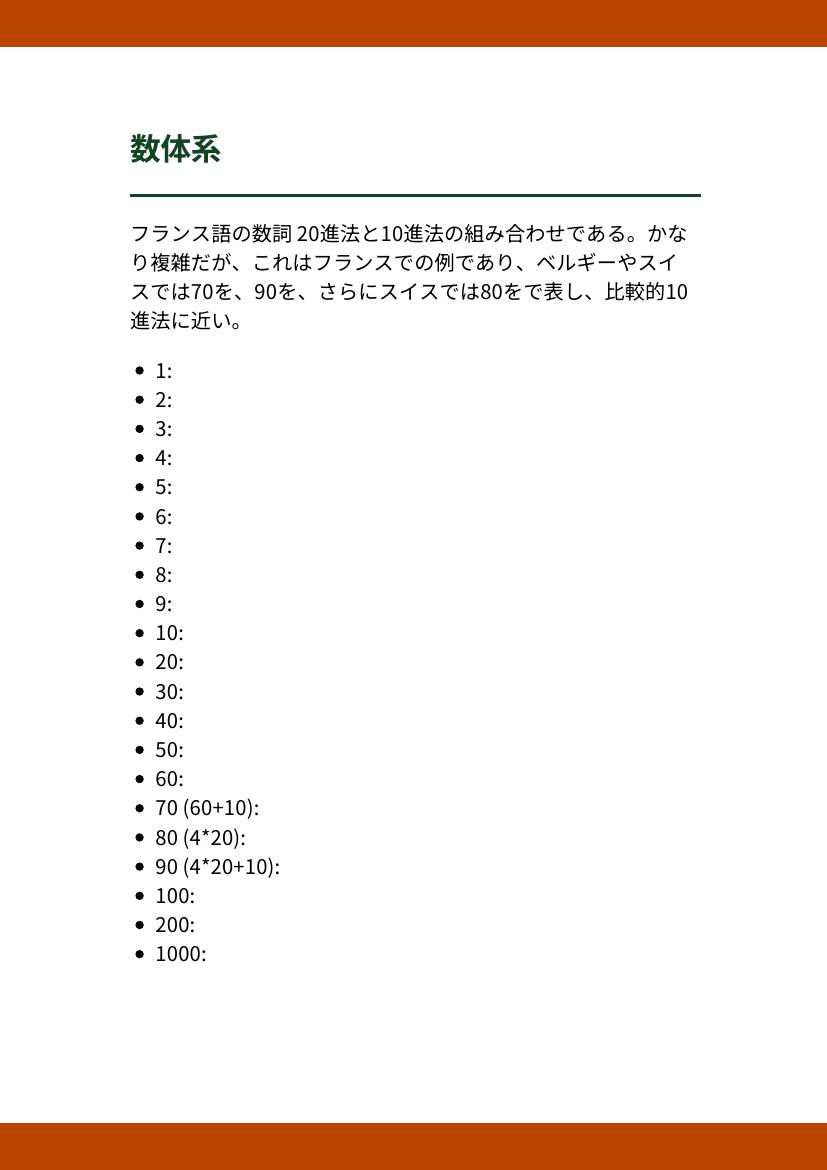 数体系
フランス語の数詞 20進法と10進法の組み合わせである。かな
り複雑だが、これはフランスでの例であり、ベルギーやスイ
スでは70を、90を、さらにスイスでは80をで表し、比較的10
進法に近い。
• 1:
• 2:
• 3:
• 4:
• 5:
• 6:
• 7:
• 8:
• 9:
• 10:
• 20:
• 30:
• 40:
• 50:
• 60:
• 70 (60+10):
• 80 (4*20):
• 90 (4*20+10):
• 100:
• 200:
• 1000: